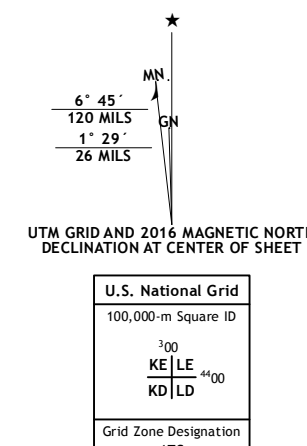 ★
MN.
6° 45´
120 MILS
GN
1° 29´
26 MILS
UTM GRID AND 2016 MAGNETIC NORTH
DECLINATION AT CENTER OF SHEET
U.S. National Grid
100,000-m Square ID
³00
KE LE
⁴⁴00
KD LD
Grid Zone Designation